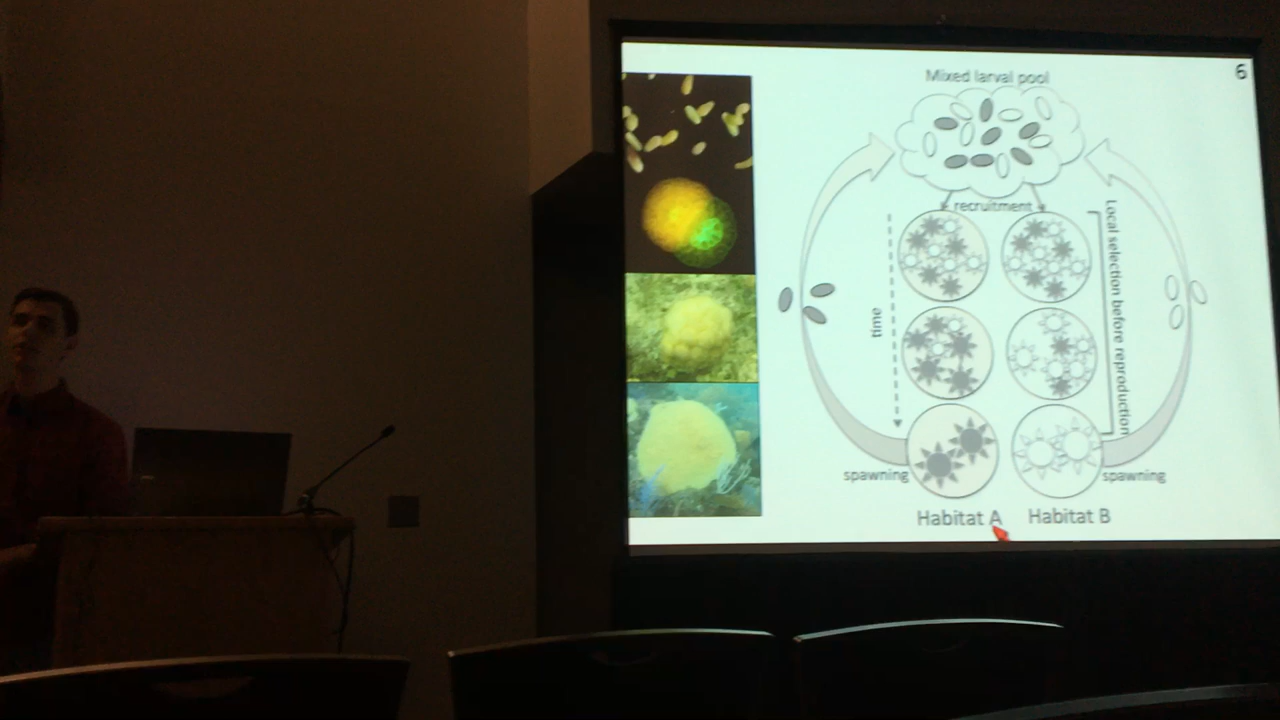 6
Mixed larval pool
recruitment
time
Local selection before reproduction
spawning
spawning
Habitat A
Habitat B